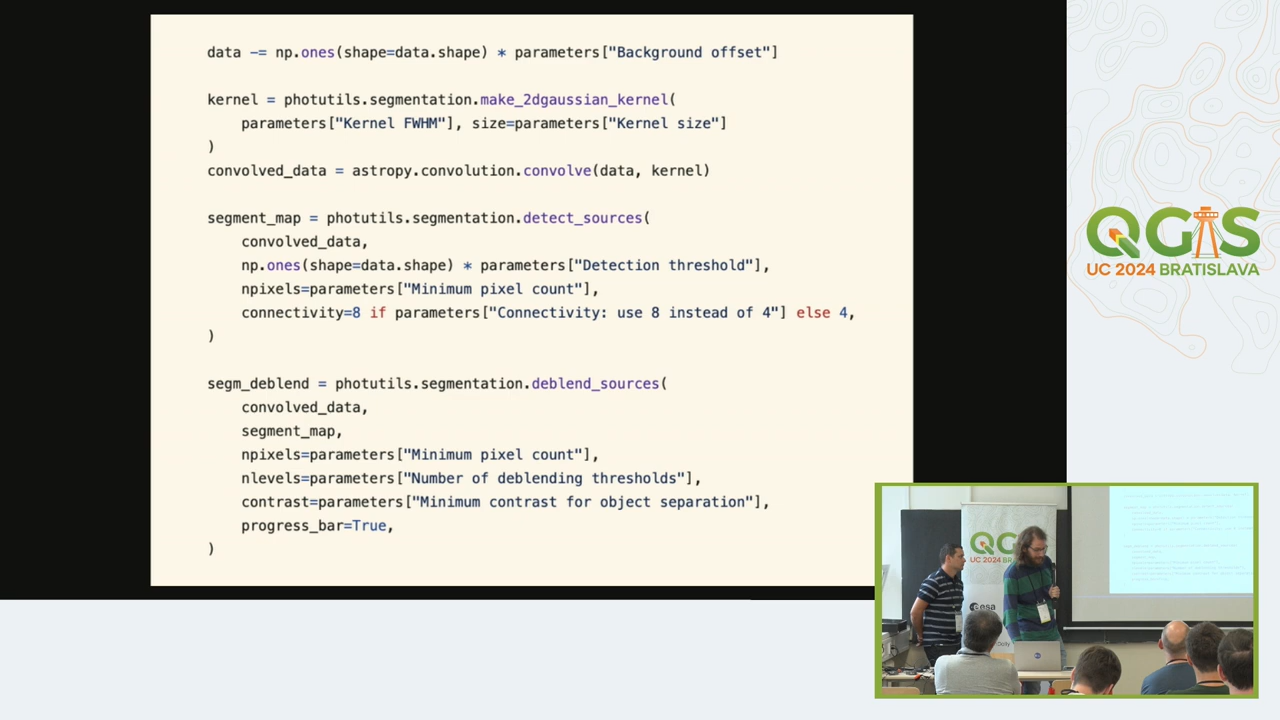 data -= np.ones(shape=data.shape) * parameters["Background offset"]
kernel = photutils.segmentation.make_2dgaussian_kernel(
parameters["Kernel FWHM"], size=parameters["Kernel size"]
)
convolved_data = astropy.convolution.convolve(data, kernel)
segment_map = photutils.segmentation.detect_sources(
convolved_data,
np.ones(shape=data.shape) * parameters["Detection threshold"],
npixels=parameters["Minimum pixel count"],
connectivity=8 if parameters["Connectivity: use 8 instead of 4"] else 4,
)
segm_deblend = photutils.segmentation.deblend_sources(
convolved_data,
segment_map,
npixels=parameters["Minimum pixel count"],
nlevels=parameters["Number of deblending thresholds"],
contrast=parameters["Minimum contrast for object separation"],
progress_bar=True,
)
QGIS
UC 2024 BRATISLAVA
QG
UC 2024 BR
esa